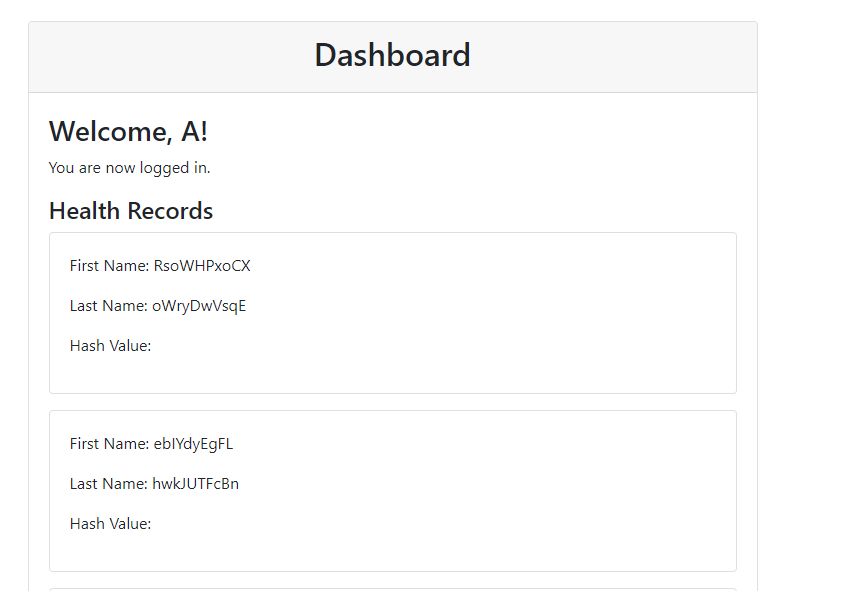 Dashboard
Welcome, A!
You are now logged in.
Health Records
First Name: RsoWHPxoCX
Last Name: oWryDwVsqE
Hash Value:
First Name: ebIYdyEgFL
Last Name: hwkJUTFcBn
Hash Value: